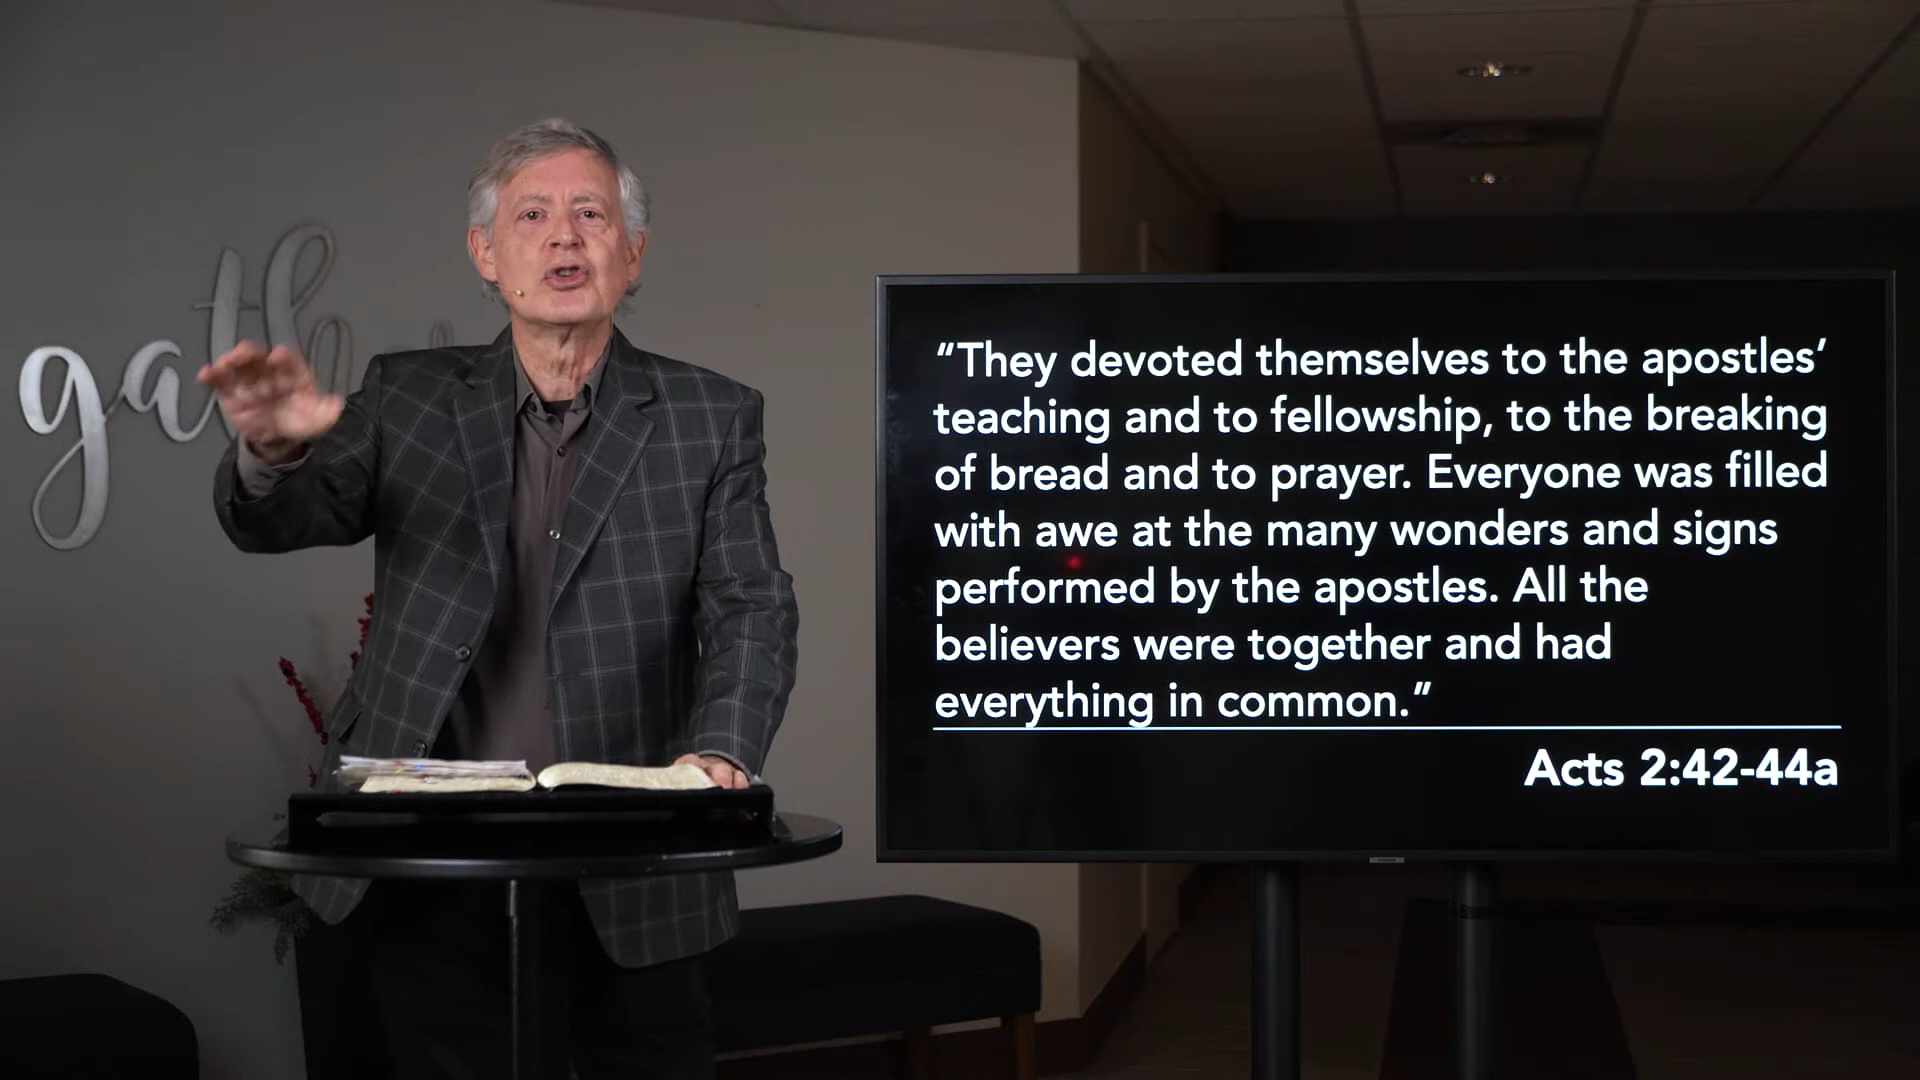 gath
“They devoted themselves to the apostles’
teaching and to fellowship, to the breaking
of bread and to prayer. Everyone was filled
with awe at the many wonders and signs
performed by the apostles. All the
believers were together and had
everything in common.”
Acts 2:42-44a